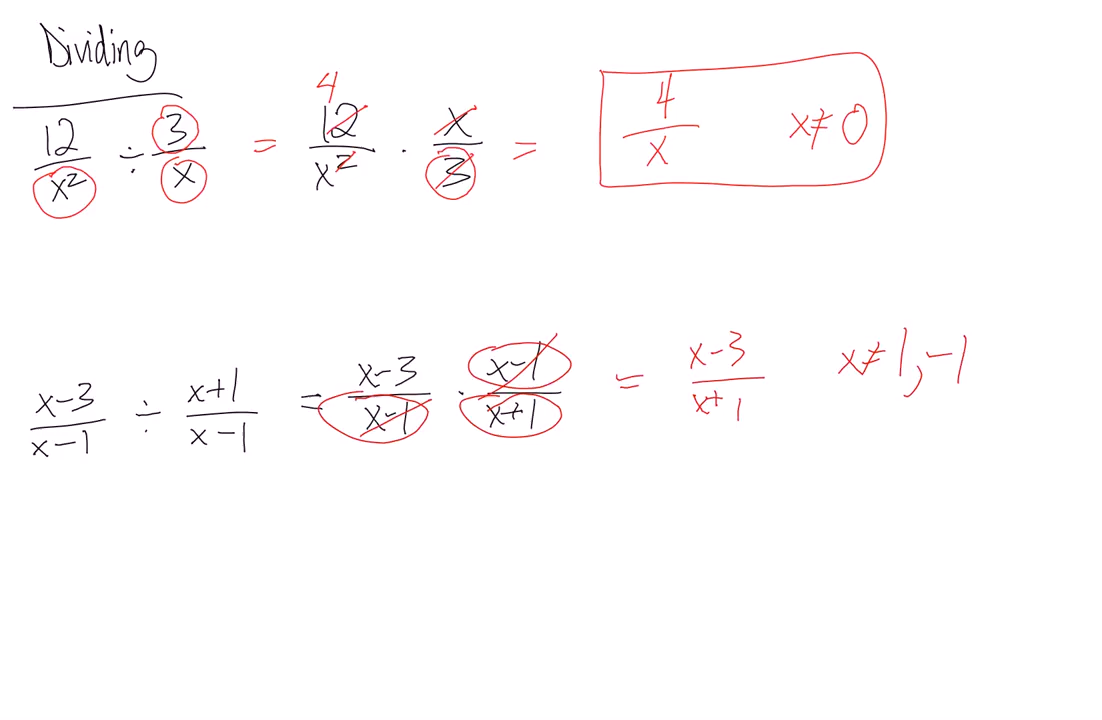 Dividing
12/x² ÷ 3/x = 4 12/x² · x/3 = 4/x x≠0
x-3/x-1 ÷ x+1/x-1 = x-3/x-1 · x-1/x+1 = x-3/x+1 x≠1,-1